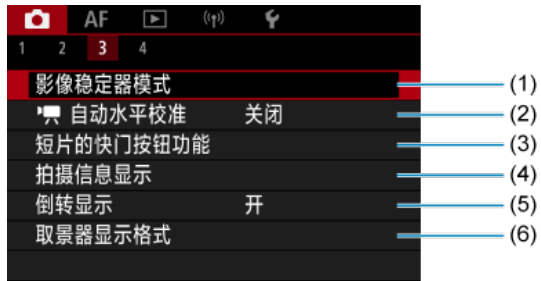 AF
1 2 3 4
影像稳定器模式 (1)
自动水平校准 关闭 (2)
短片的快门按钮功能 (3)
拍摄信息显示 (4)
倒转显示 开 (5)
取景器显示格式 (6)